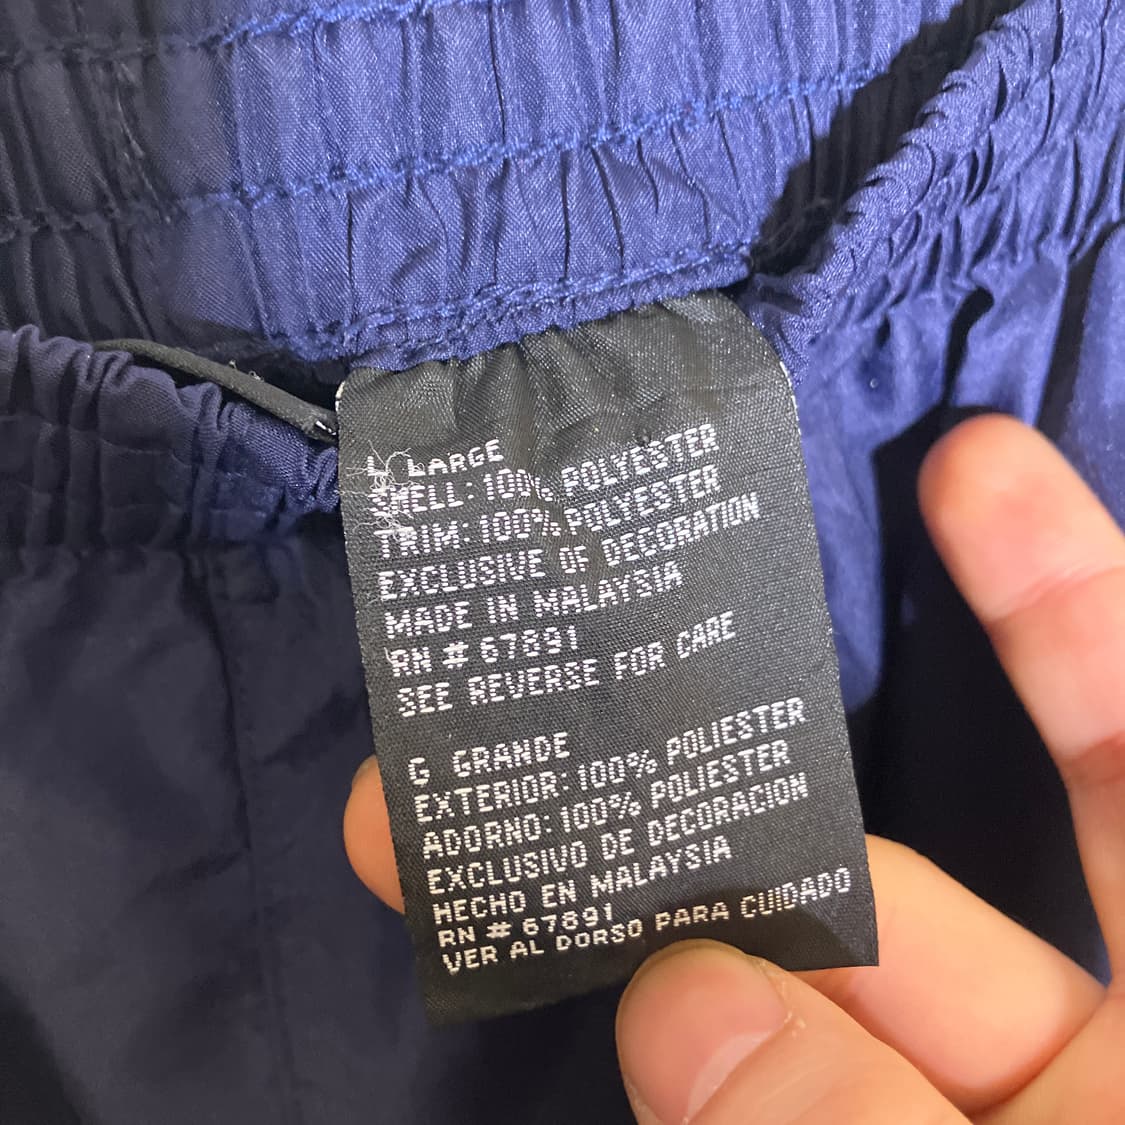 L LARGE
SHELL: 100% POLYESTER
TRIM: 100% POLYESTER
EXCLUSIVE OF DECORATION
MADE IN MALAYSIA
RN # 67891
SEE REVERSE FOR CARE
G GRANDE
EXTERIOR: 100% POLIESTER
ADORNO: 100% POLIESTER
EXCLUSIVO DE DECORACION
HECHO EN MALAYSIA
RN # 67891
VER AL DORSO PARA CUIDADO